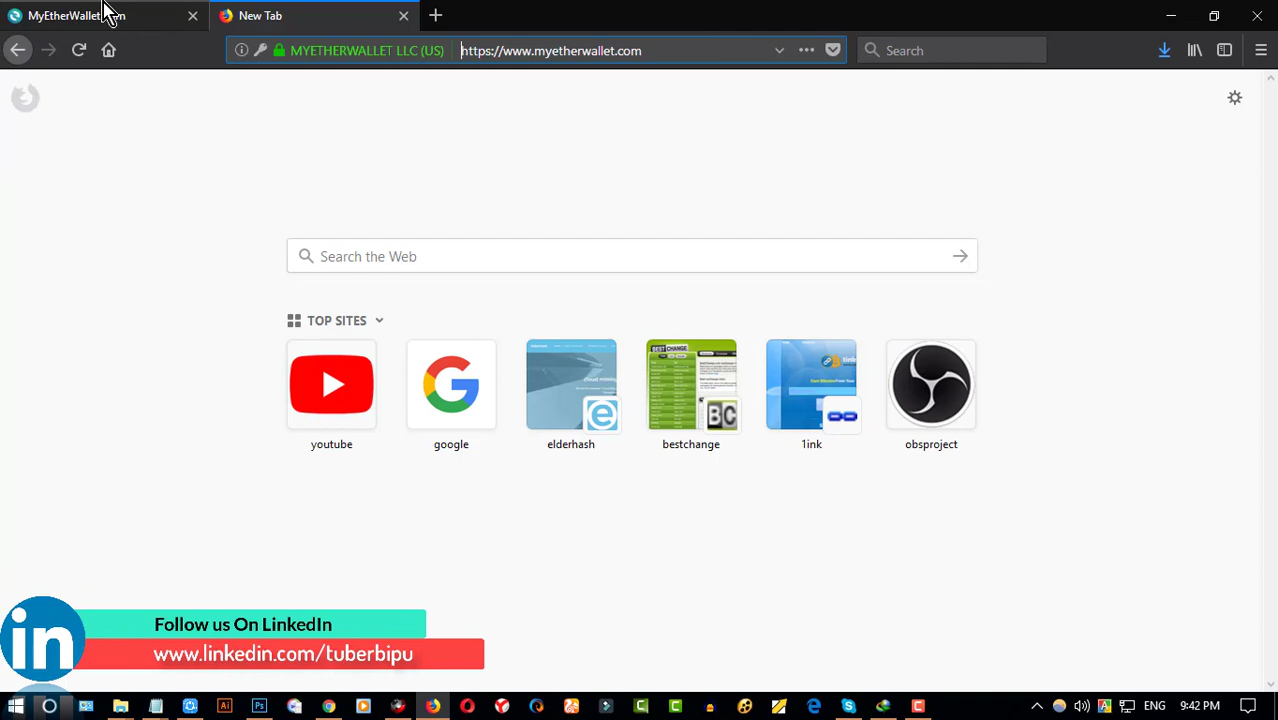 MyEtherWallet
New Tab
MYETHERWALLET LLC (US)
https://www.myetherwallet.com
Search
Search the Web
TOP SITES
youtube
google
elderhash
bestchange
1ink
obsproject
Follow us On LinkedIn
www.linkedin.com/tuberbipu
ENG
9:42 PM